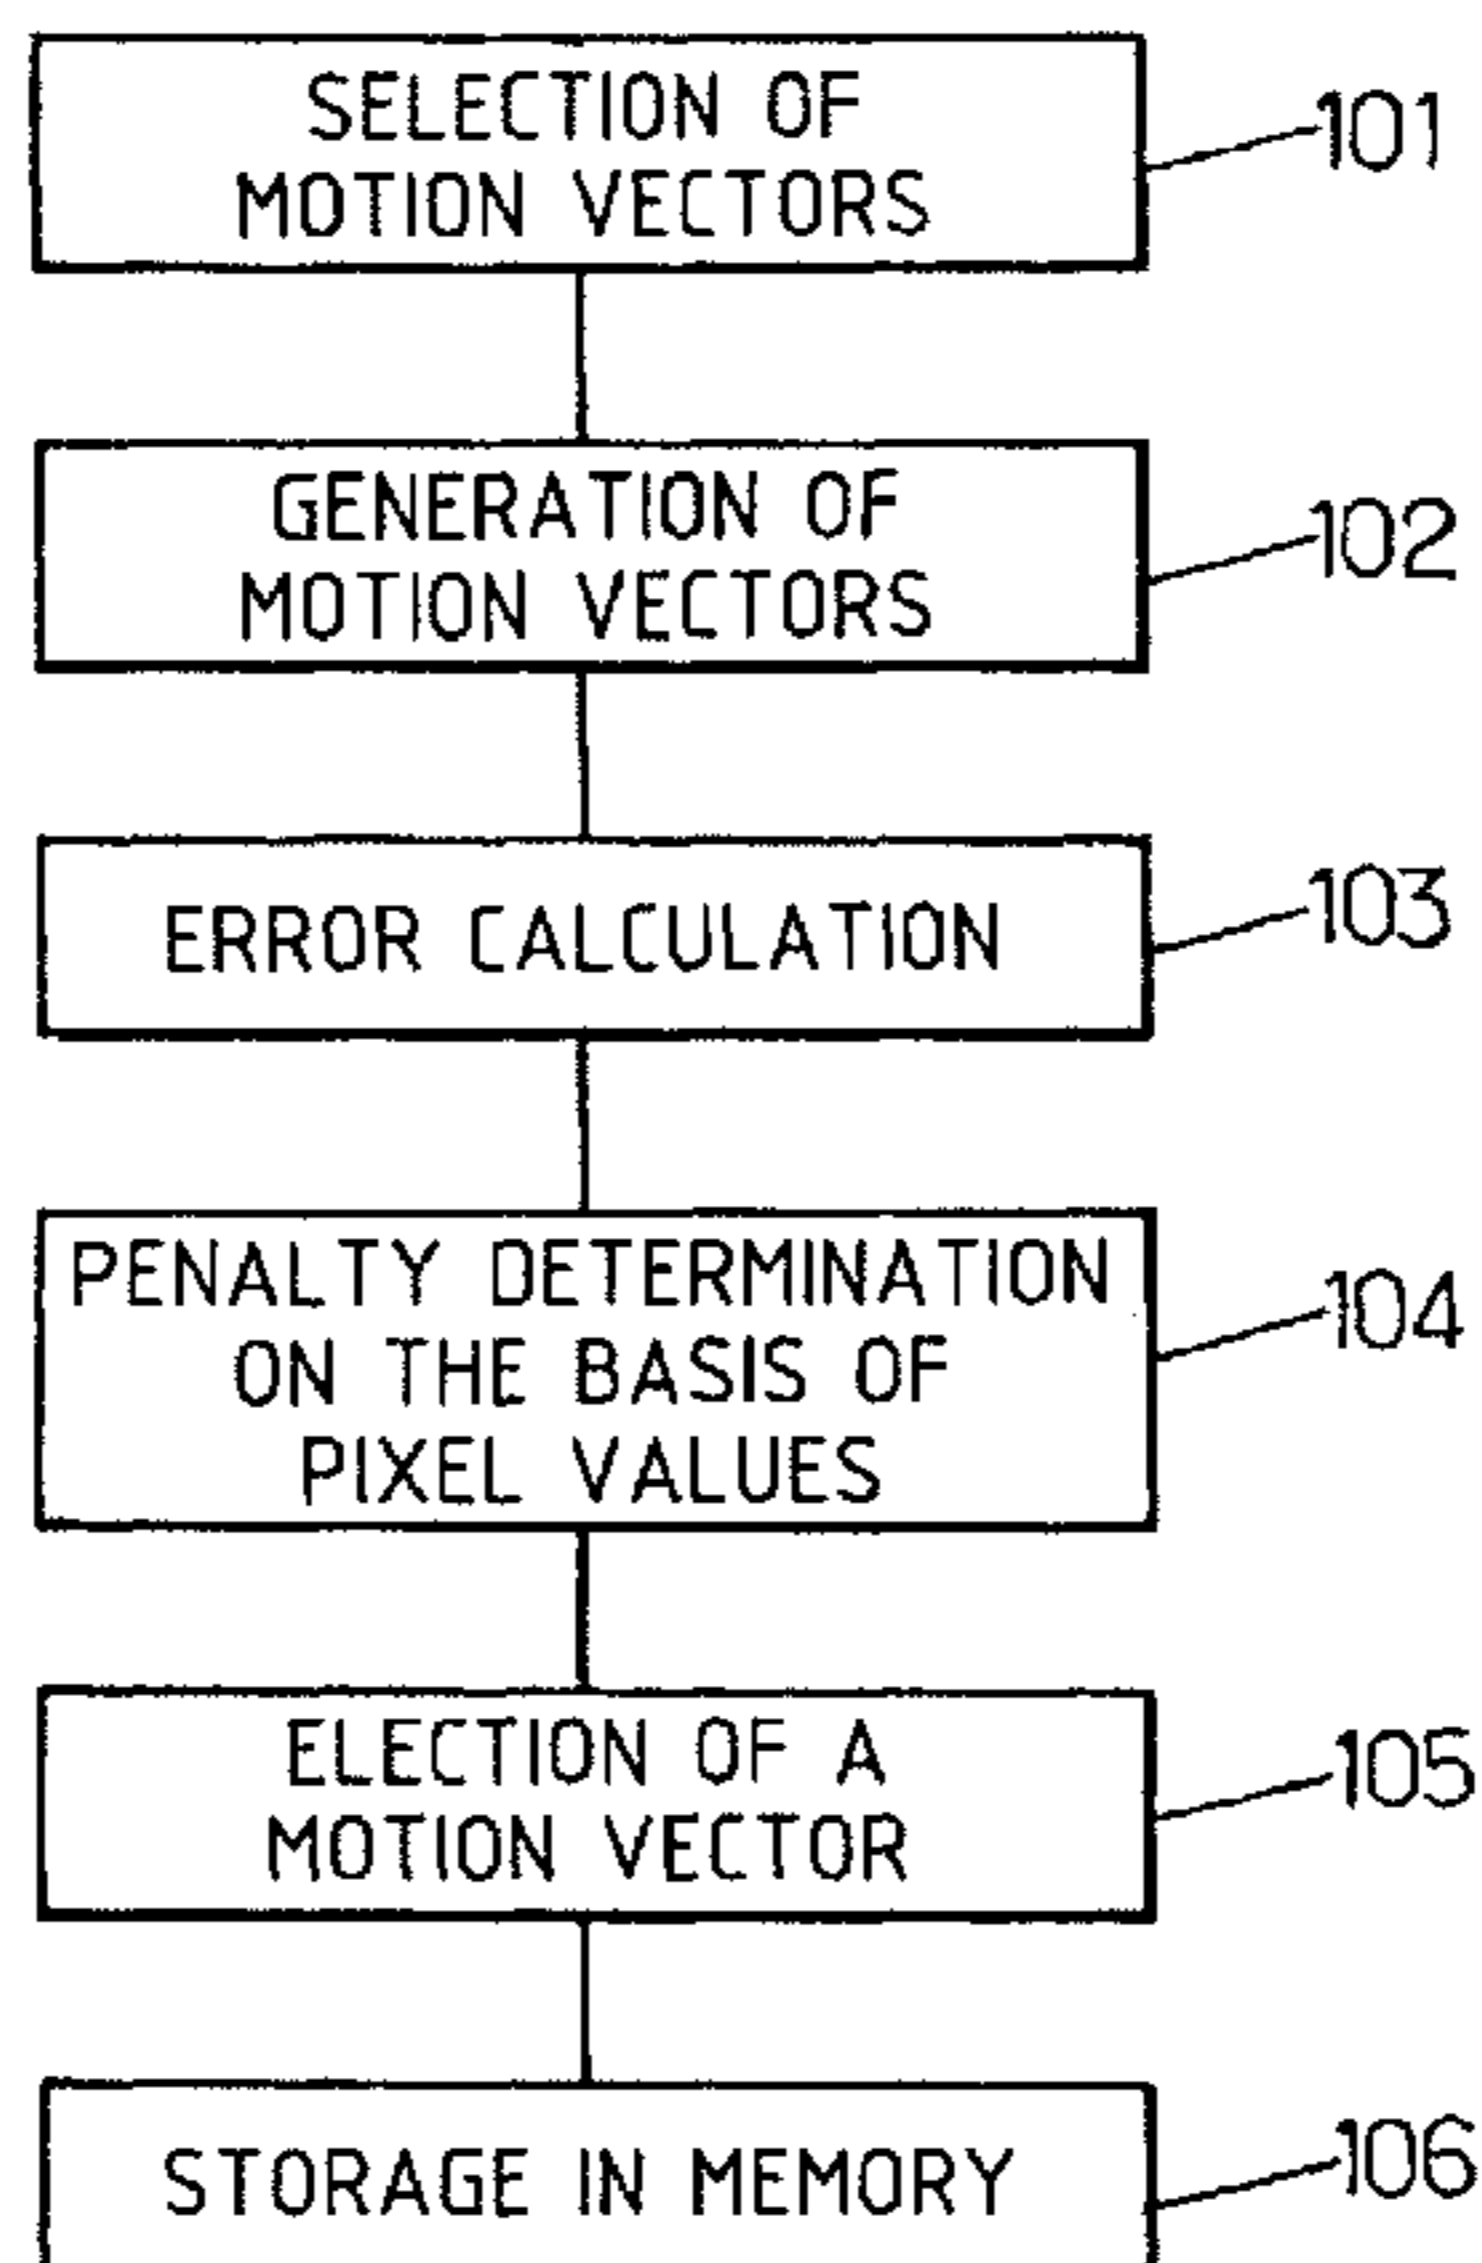 SELECTION OF
MOTION VECTORS
101
GENERATION OF
MOTION VECTORS
102
ERROR CALCULATION
103
PENALTY DETERMINATION
ON THE BASIS OF
PIXEL VALUES
104
ELECTION OF A
MOTION VECTOR
105
STORAGE IN MEMORY
106